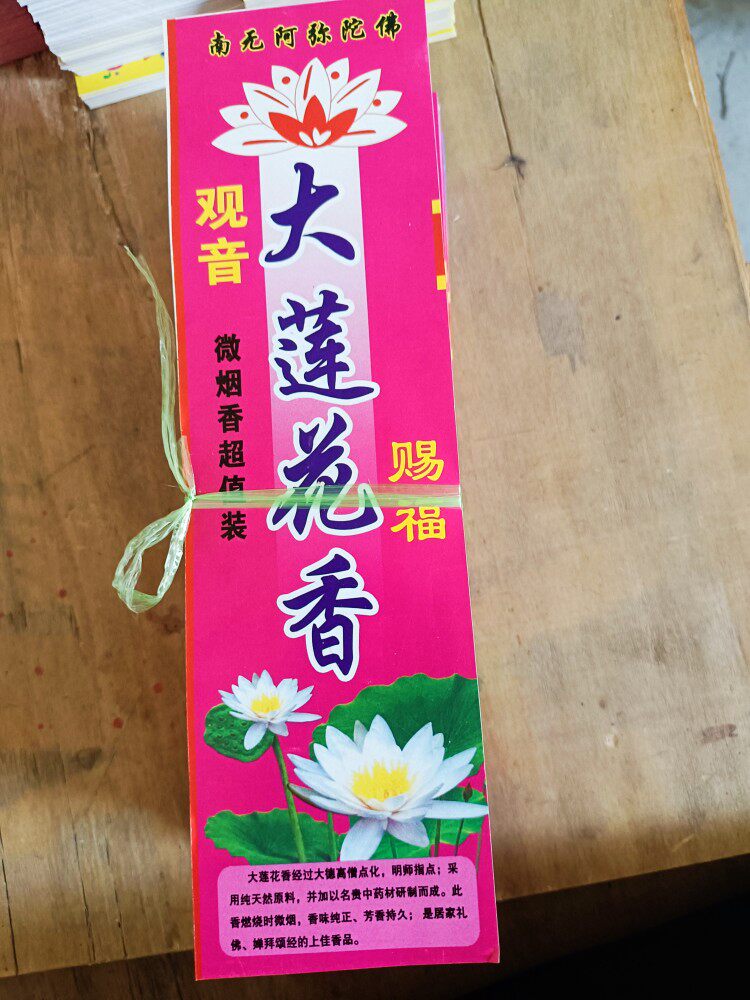 南无阿弥陀佛
观音
大莲花香
微烟香超值装
赐福
大莲花香经过大德高僧点化，明师指点；采
用纯天然原料，并加以名贵中药材研制而成。此
香燃烧时微烟，香味纯正、芳香持久；是居家礼
佛、婵拜颂经的上佳香品。